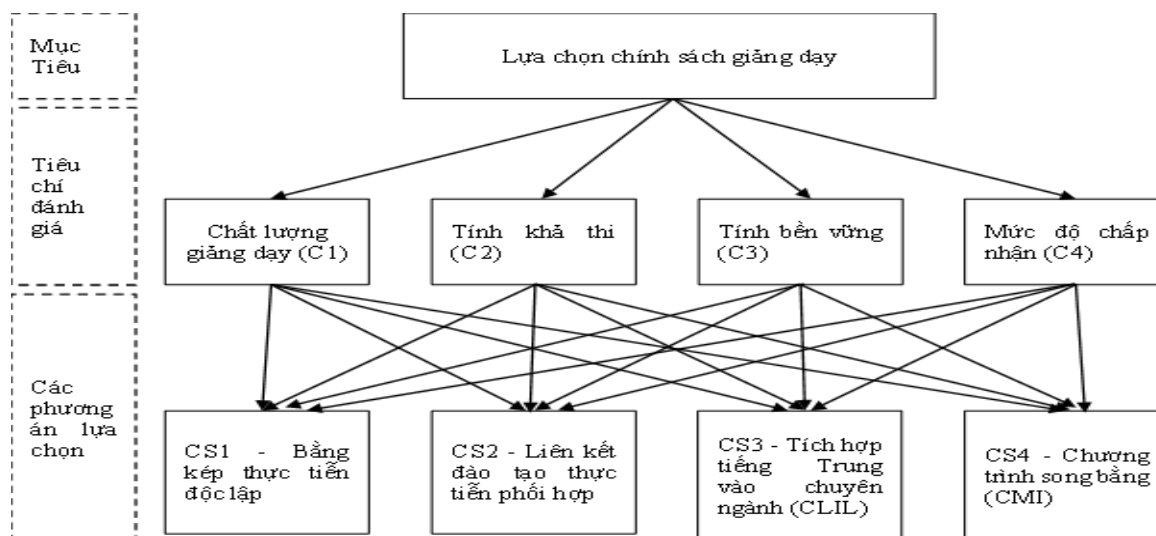 Mục
Tiêu
Lựa chọn chính sách giảng dạy
Tiêu
chí
đánh
giá
Chất lượng
giảng dạy (C1)
Tính khả thi
(C2)
Tính bền vững
(C3)
Mức độ chấp
nhận (C4)
Các
phương
án lựa
chọn
CS1 - Bằng
kép thực tiễn
độc lập
CS2 - Liên kết
đào tạo thực
tiễn phối hợp
CS3 - Tích hợp
tiếng Trung
vào chuyên
ngành (CLIL)
CS4 - Chương
trình song bằng
(CMI)